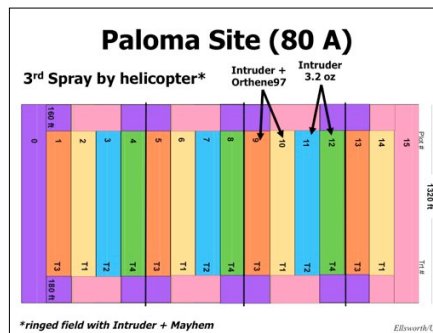 Paloma Site (80 A)
3rd Spray by helicopter*
Intruder +
Orthene97
Intruder
3.2 oz
160 ft
0 1 2 3 4 5 6 7 8 9 10 11 12 13 14 15
Plot #
1320 ft
T3 T1 T2 T4 T3 T1 T2 T4 T3 T1 T2 T4 T3 T1
Trt #
180 ft
*ringed field with Intruder + Mayhem